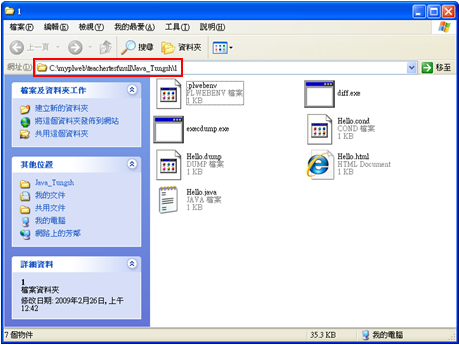 1
檔案(F) 編輯(E) 檢視(V) 我的最愛(A) 工具(T) 說明(H)
上一頁 搜尋 資料夾
網址(D) C:\myplweb\teachertest\null\Java_Tungsh\1 移至
檔案及資料夾工作
建立新的資料夾
將這個資料夾發佈到網站
共用這個資料夾
其他位置
Java_Tungsh
我的文件
共用文件
我的電腦
網路上的芳鄰
詳細資料
1
檔案資料夾
修改日期: 2009年2月26日, 上午
12:42
.plwebenv
PLWEBENV 檔案
1 KB
diff.exe
execdump.exe
Hello.cond
COND 檔案
1 KB
Hello.dump
DUMP 檔案
1 KB
Hello.html
HTML Document
1 KB
Hello.java
JAVA 檔案
1 KB
7 個物件 35.3 KB 我的電腦